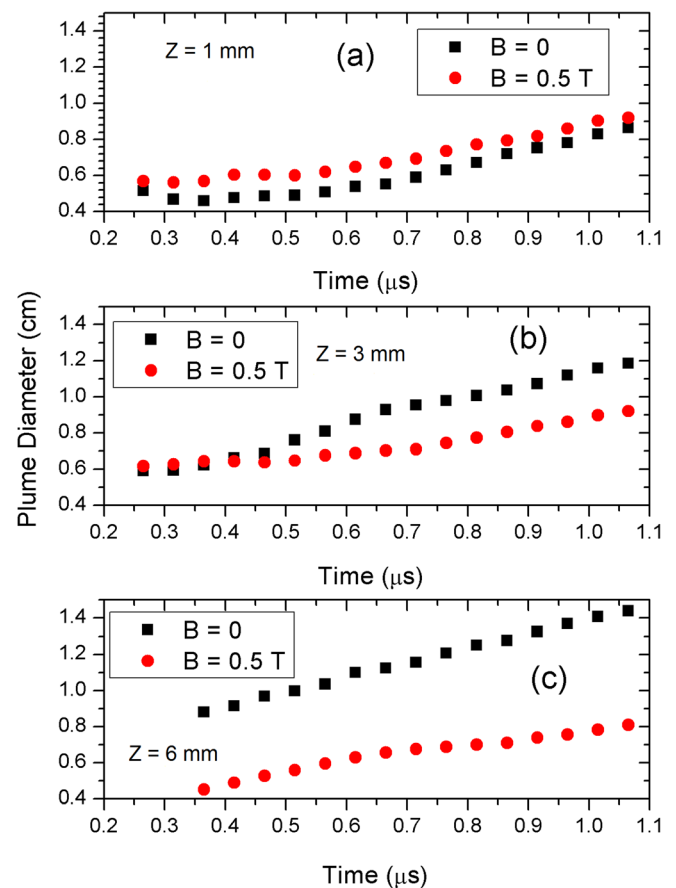 Plume Diameter (cm)
1.4
1.2
1.0
0.8
0.6
0.4
Z = 1 mm
(a)
B = 0
B = 0.5 T
0.2 0.3 0.4 0.5 0.6 0.7 0.8 0.9 1.0 1.1
Time (μs)
1.4
1.2
1.0
0.8
0.6
0.4
B = 0
B = 0.5 T
Z = 3 mm
(b)
0.2 0.3 0.4 0.5 0.6 0.7 0.8 0.9 1.0 1.1
Time (μs)
1.4
1.2
1.0
0.8
0.6
0.4
B = 0
B = 0.5 T
(c)
Z = 6 mm
0.2 0.3 0.4 0.5 0.6 0.7 0.8 0.9 1.0 1.1
Time (μs)